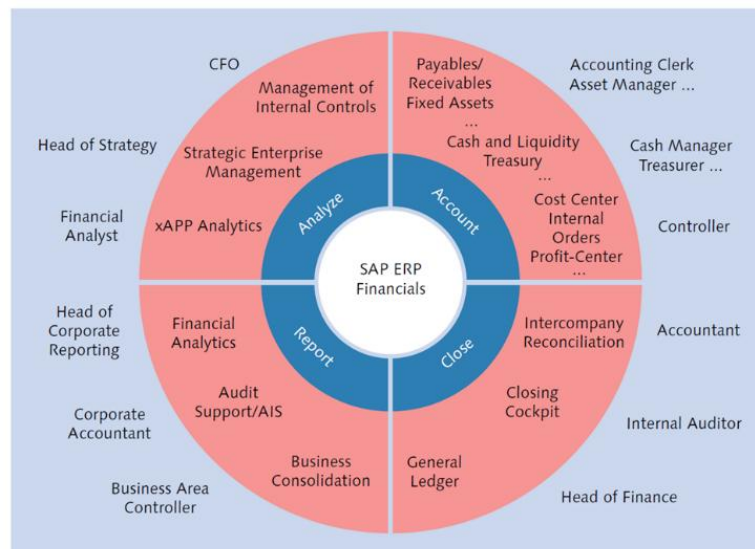 CFO
Management of
Internal Controls
Head of Strategy
Strategic Enterprise
Management
Financial
Analyst
xAPP Analytics
Analyze
Payables/
Receivables
Fixed Assets
...
Accounting Clerk
Asset Manager ...
Cash and Liquidity
Treasury
...
Cash Manager
Treasurer ...
Cost Center
Internal
Orders
Profit-Center
...
Controller
Account
SAP ERP
Financials
Head of
Corporate
Reporting
Financial
Analytics
Report
Corporate
Accountant
Audit
Support/AIS
Business Area
Controller
Business
Consolidation
Close
Intercompany
Reconciliation
Accountant
Closing
Cockpit
Internal Auditor
General
Ledger
Head of Finance